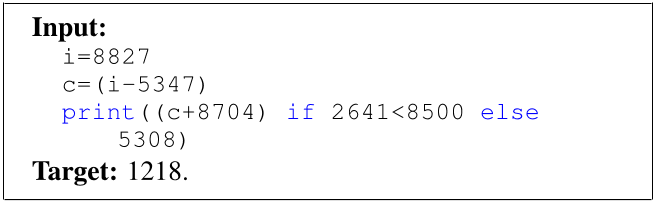 Input:
i=8827
c=(i-5347)
print((c+8704) if 2641<8500 else
5308)
Target: 1218.